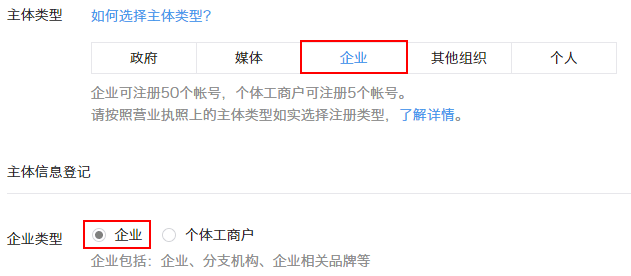 主体类型 如何选择主体类型?
政府 媒体 企业 其他组织 个人
企业可注册50个帐号，个体工商户可注册5个帐号。
请按照营业执照上的主体类型如实选择注册类型，了解详情。
主体信息登记
企业类型 企业 个体工商户
企业包括：企业、分支机构、企业相关品牌等